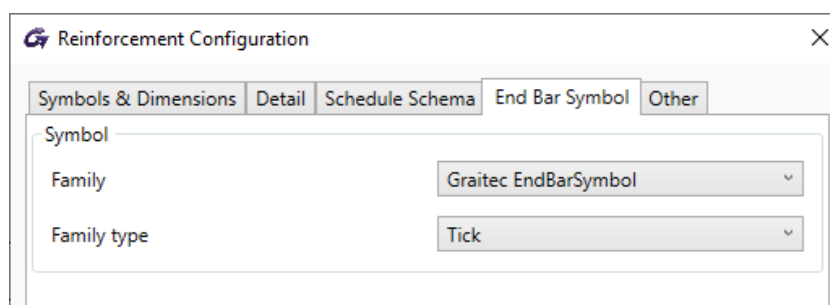 Reinforcement Configuration
Symbols & Dimensions Detail Schedule Schema End Bar Symbol Other
Symbol
Family Graitec EndBarSymbol
Family type Tick